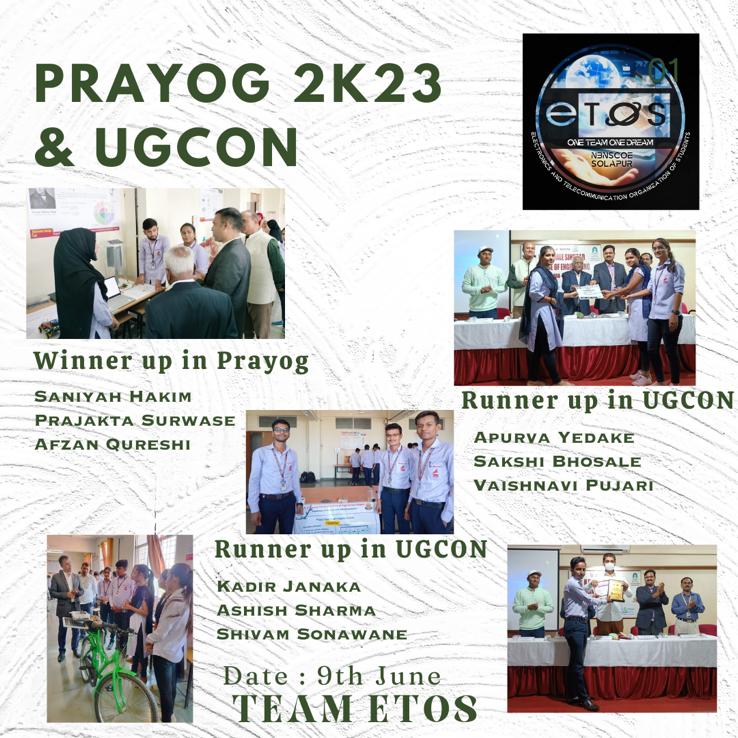 PRAYOG 2K23
& UGCON
01
eTOS
ONE TEAM ONE DREAM
NBNSCOE
SOLAPUR
ELECTRONICS AND TELECOMMUNICATION ORGANIZATION OF STUDENTS
Winner up in Prayog
SANIYAH HAKIM
PRAJAKTA SURWASE
AFZAN QURESHI
Runner up in UGCON
APURVA YEDAKE
SAKSHI BHOSALE
VAISHNAVI PUJARI
Runner up in UGCON
KADIR JANAKA
ASHISH SHARMA
SHIVAM SONAWANE
Date : 9th June
TEAM ETOS